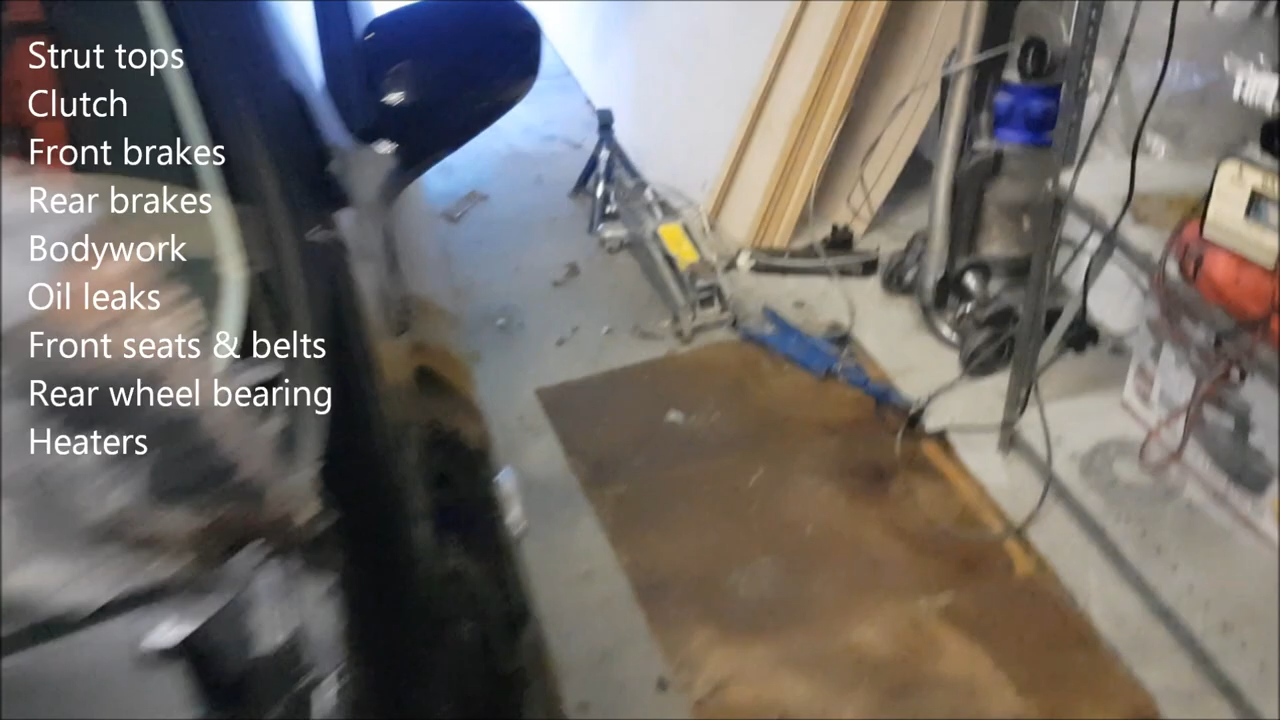 Strut tops
Clutch
Front brakes
Rear brakes
Bodywork
Oil leaks
Front seats & belts
Rear wheel bearing
Heaters